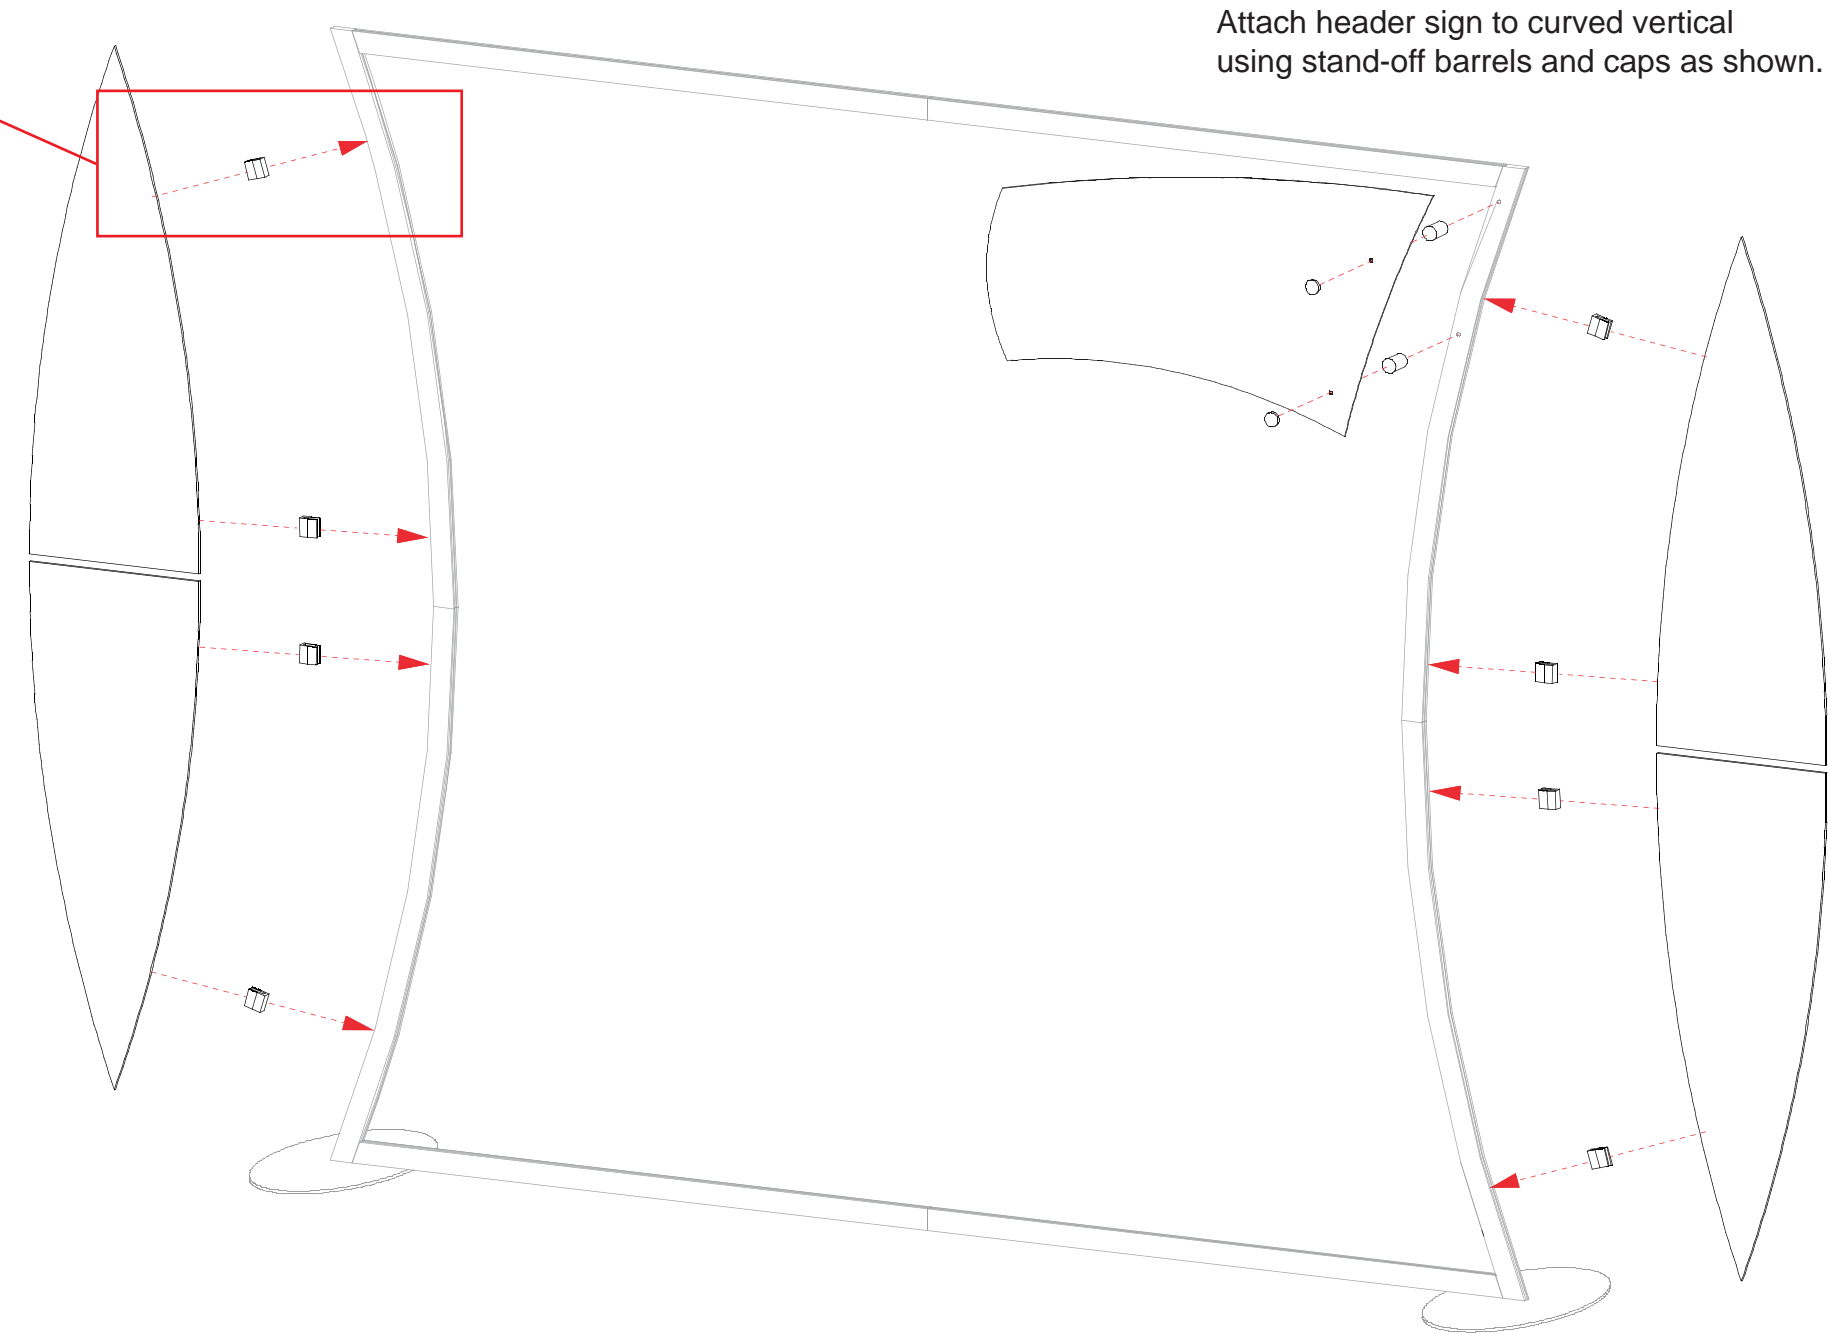 Attach header sign to curved vertical
using stand-off barrels and caps as shown.